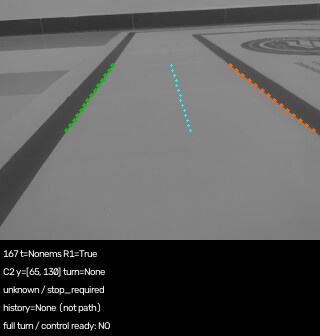 167 t=Nonems R1=True
C2 y=[65, 130] turn=None
unknown / stop_required
history=None (not path)
full turn / control ready: NO